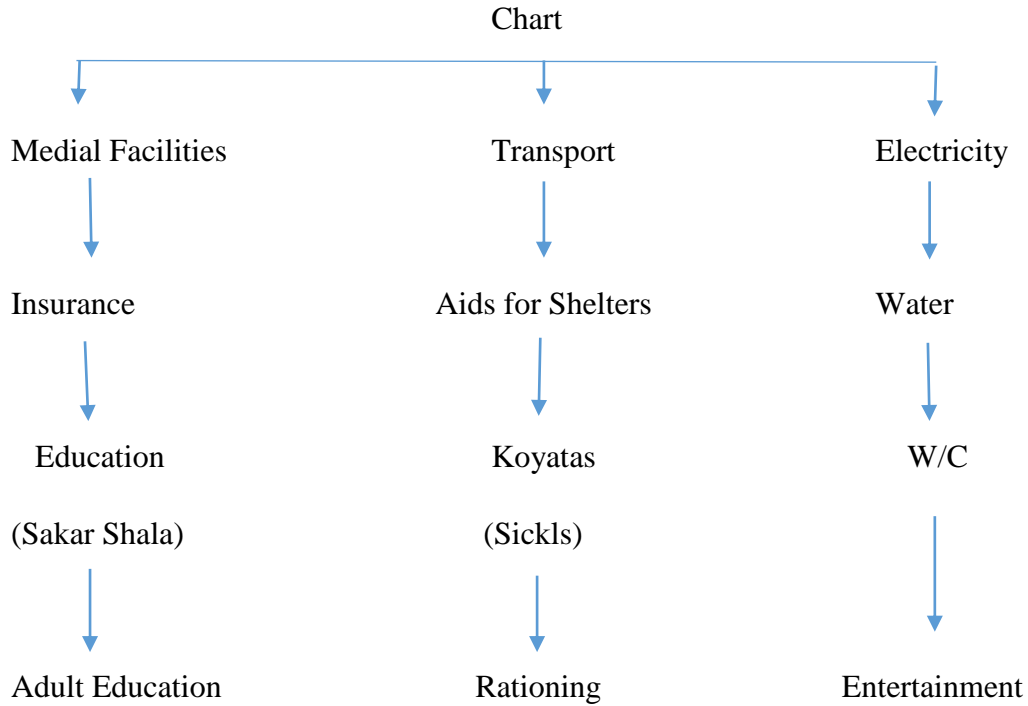 Chart
Medial Facilities Transport Electricity
Insurance Aids for Shelters Water
Education Koyatas W/C
(Sakar Shala) (Sickls)
Adult Education Rationing Entertainment